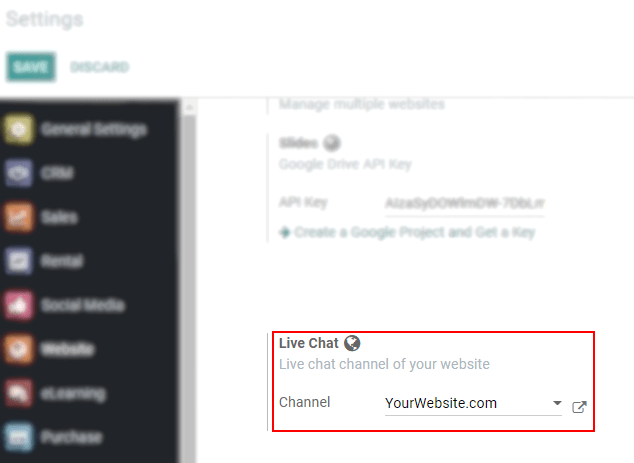 Settings
SAVE DISCARD
Manage multiple websites
General Settings
Slides
CRM
Google Drive API Key
Sales
API Key
Create a Google Project and Get a Key
Rental
Social Media
Live Chat
Website
Live chat channel of your website
eLearning
Channel YourWebsite.com
Purchase